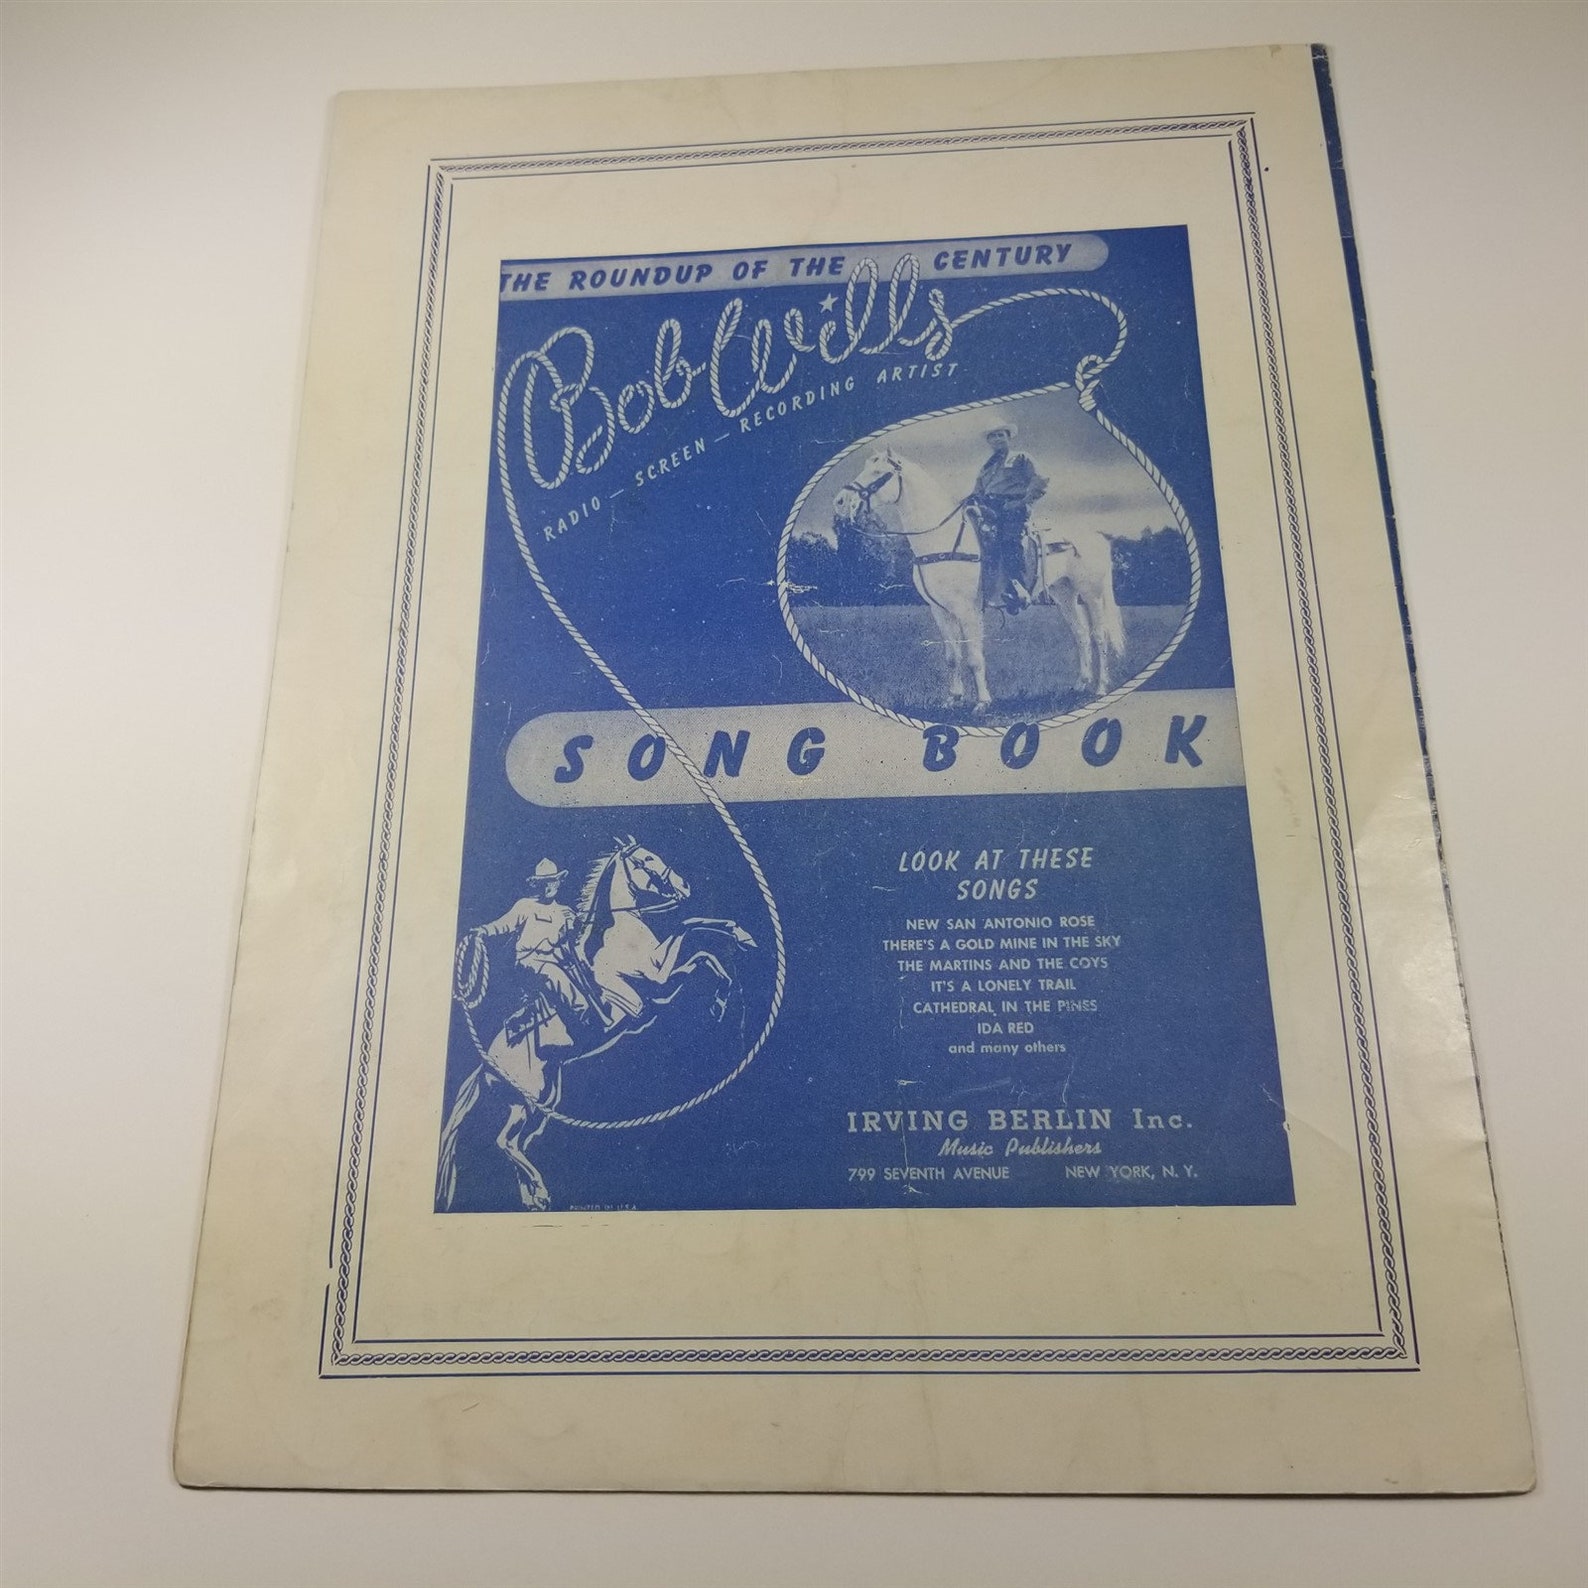 THE ROUNDUP OF THE CENTURY
Bob Wills
RADIO — SCREEN — RECORDING ARTIST
SONG BOOK
LOOK AT THESE
SONGS
NEW SAN ANTONIO ROSE
THERE'S A GOLD MINE IN THE SKY
THE MARTINS AND THE COYS
IT'S A LONELY TRAIL
CATHEDRAL IN THE PINES
IDA RED
and many others
IRVING BERLIN Inc.
Music Publishers
799 SEVENTH AVENUE NEW YORK, N. Y.
PRINTED IN U.S.A.